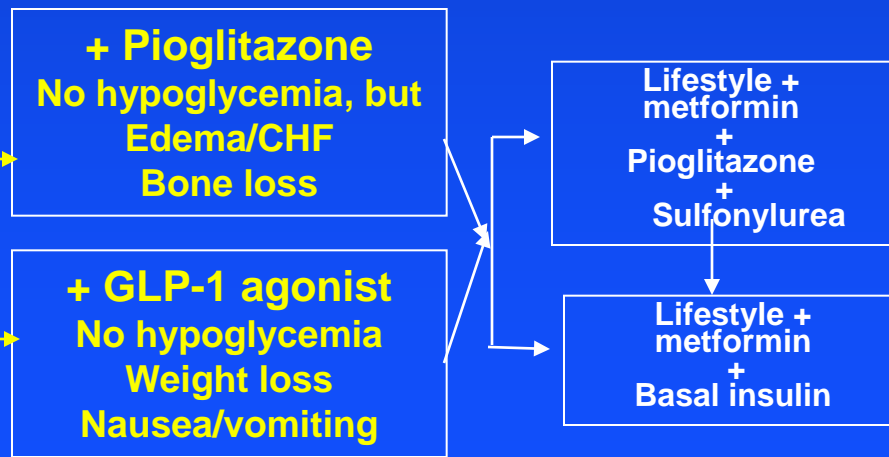 + Pioglitazone
No hypoglycemia, but
Edema/CHF
Bone loss
+ GLP-1 agonist
No hypoglycemia
Weight loss
Nausea/vomiting
Lifestyle +
metformin
+
Pioglitazone
+
Sulfonylurea
Lifestyle +
metformin
+
Basal insulin